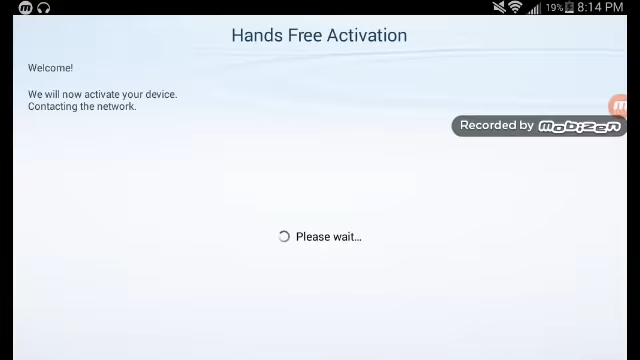 19% 8:14 PM
Hands Free Activation
Welcome!
We will now activate your device.
Contacting the network.
Recorded by mobizen
Please wait...